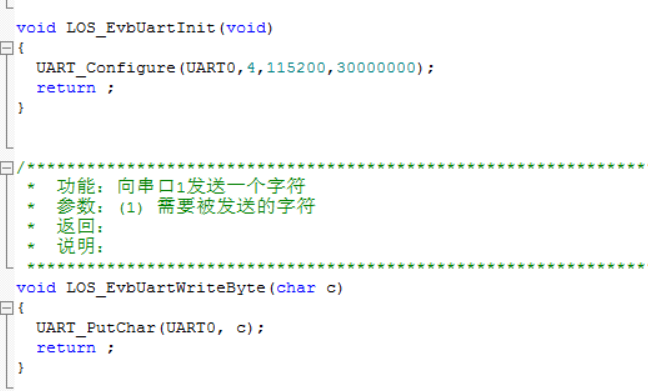 void LOS_EvbUartInit(void)
{
  UART_Configure(UART0,4,115200,30000000);
  return ;
}
/**************************************************************
 *  功能：向串口1发送一个字符
 *  参数：(1) 需要被发送的字符
 *  返回：
 *  说明：
 **************************************************************
void LOS_EvbUartWriteByte(char c)
{
  UART_PutChar(UART0, c);
  return ;
}